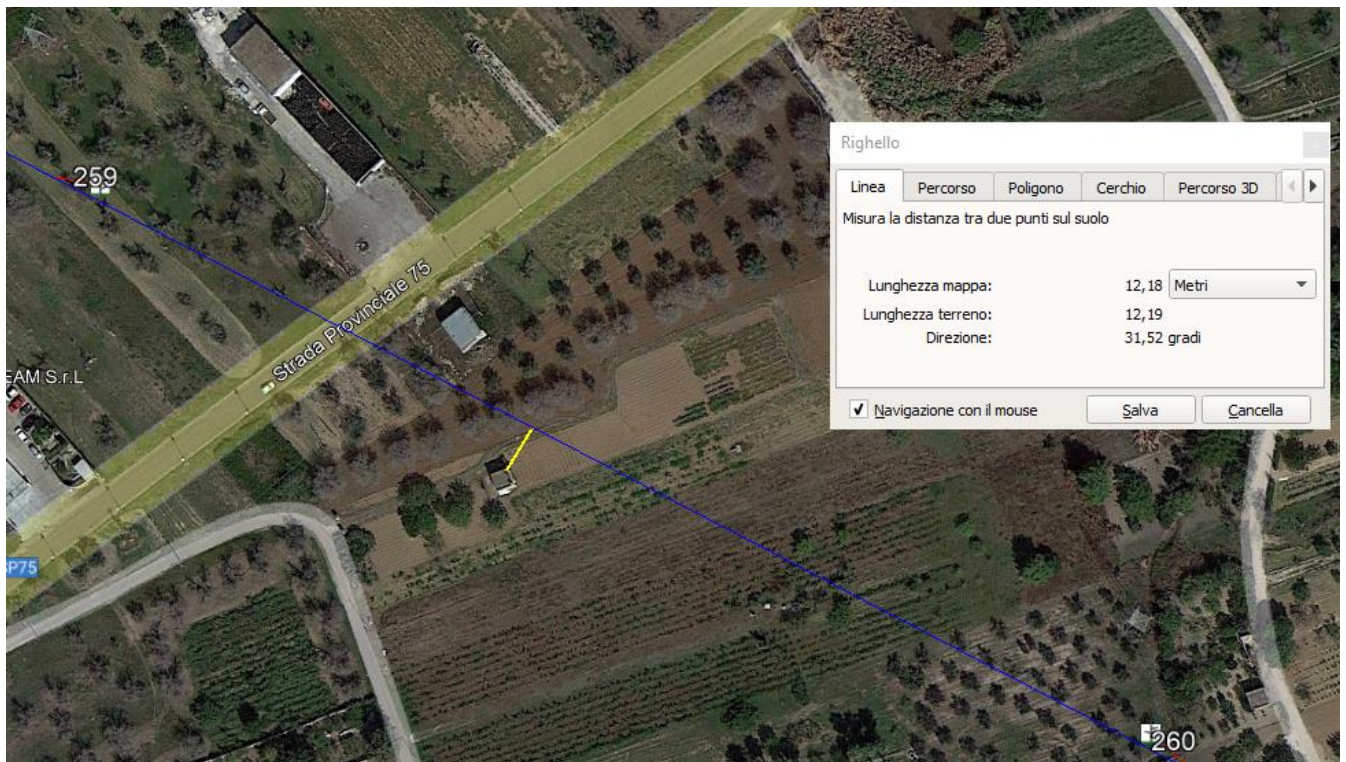 259
Strada Provinciale 75
EAM S.r.L
SP75
260
Righello
Linea Percorso Poligono Cerchio Percorso 3D
Misura la distanza tra due punti sul suolo
Lunghezza mappa: 12,18 Metri
Lunghezza terreno: 12,19
Direzione: 31,52 gradi
Navigazione con il mouse Salva Cancella